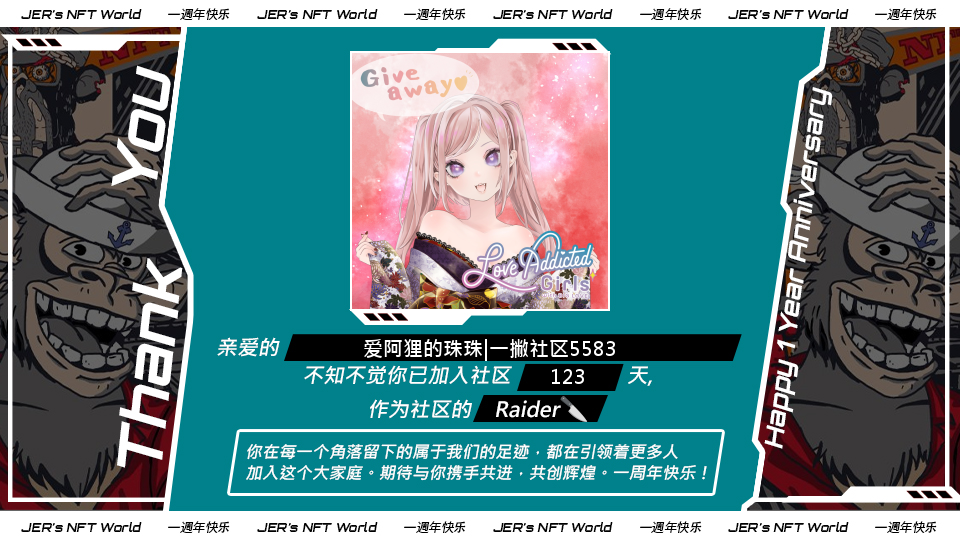 JER's NFT World 一週年快乐 JER's NFT World 一週年快乐 JER's NFT World 一週年快乐 JER's NFT World 一週年快乐
Thank You
Give
away
Love Addicted
Girls
Happy 1 Year Anniversary
亲爱的 爱阿狸的珠珠|一撇社区5583
不知不觉你已加入社区 123 天,
作为社区的 Raider
你在每一个角落留下的属于我们的足迹,都在引领着更多人
加入这个大家庭。期待与你携手共进,共创辉煌。一周年快乐!
JER's NFT World 一週年快乐 JER's NFT World 一週年快乐 JER's NFT World 一週年快乐 JER's NFT World 一週年快乐